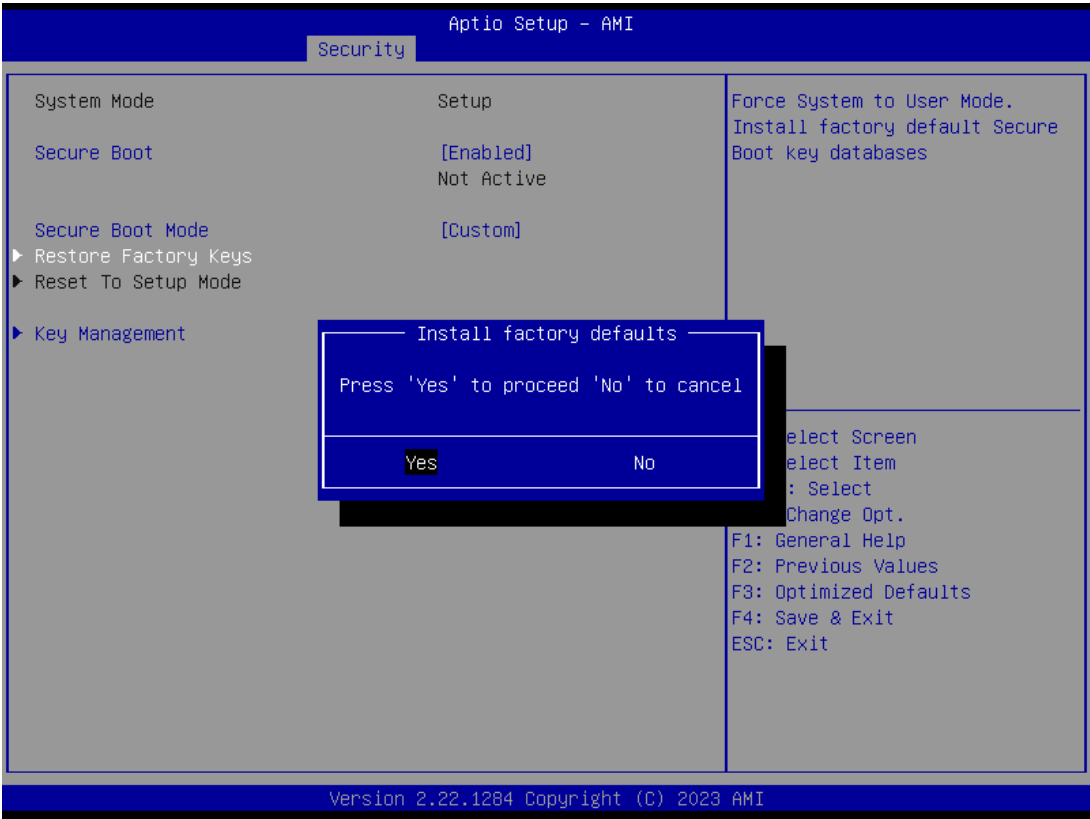 Aptio Setup – AMI
Security
System Mode Setup
Secure Boot [Enabled]
Not Active
Secure Boot Mode [Custom]
Restore Factory Keys
Reset To Setup Mode
Key Management
Force System to User Mode.
Install factory default Secure
Boot key databases
Install factory defaults
Press 'Yes' to proceed 'No' to cancel
Yes No
elect Screen
elect Item
: Select
Change Opt.
F1: General Help
F2: Previous Values
F3: Optimized Defaults
F4: Save & Exit
ESC: Exit
Version 2.22.1284 Copyright (C) 2023 AMI